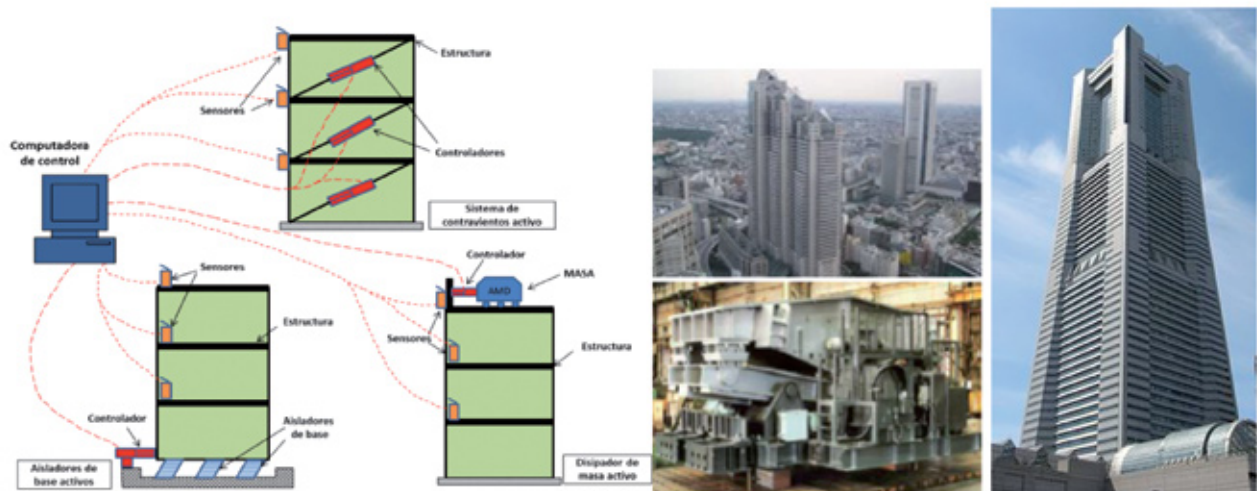 Estructura
Sensores
Controladores
Computadora
de control
Sistema de
contravientos activo
Sensores
Estructura
Controlador
Aisladores
de base
Aisladores de
base activos
Controlador
MASA
AMD
Sensores
Estructura
Disipador de
masa activo